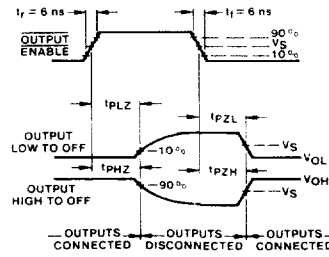 tr = 6 ns
tf = 6 ns
OUTPUT
ENABLE
90%
VS
10%
tPLZ
tPZL
OUTPUT
LOW TO OFF
10%
VS
VOL
tPHZ
tPZH
VOH
OUTPUT
HIGH TO OFF
90%
VS
OUTPUTS
CONNECTED
OUTPUTS
DISCONNECTED
OUTPUTS
CONNECTED